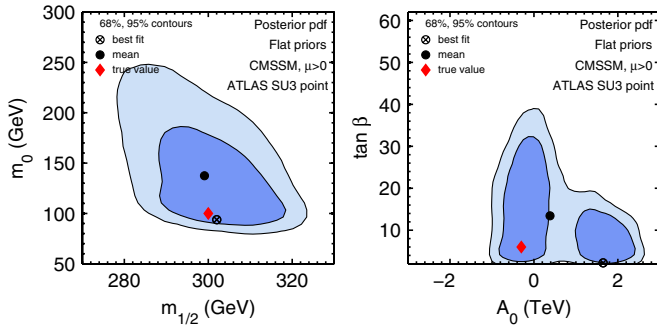 68%, 95% contours
best fit
mean
true value
Posterior pdf
Flat priors
CMSSM, μ>0
ATLAS SU3 point
300
250
200
150
100
50
m₀ (GeV)
280 300 320
m₁/₂ (GeV)
68%, 95% contours
best fit
mean
true value
Posterior pdf
Flat priors
CMSSM, μ>0
ATLAS SU3 point
60
50
40
30
20
10
tan β
−2 0 2
A₀ (TeV)